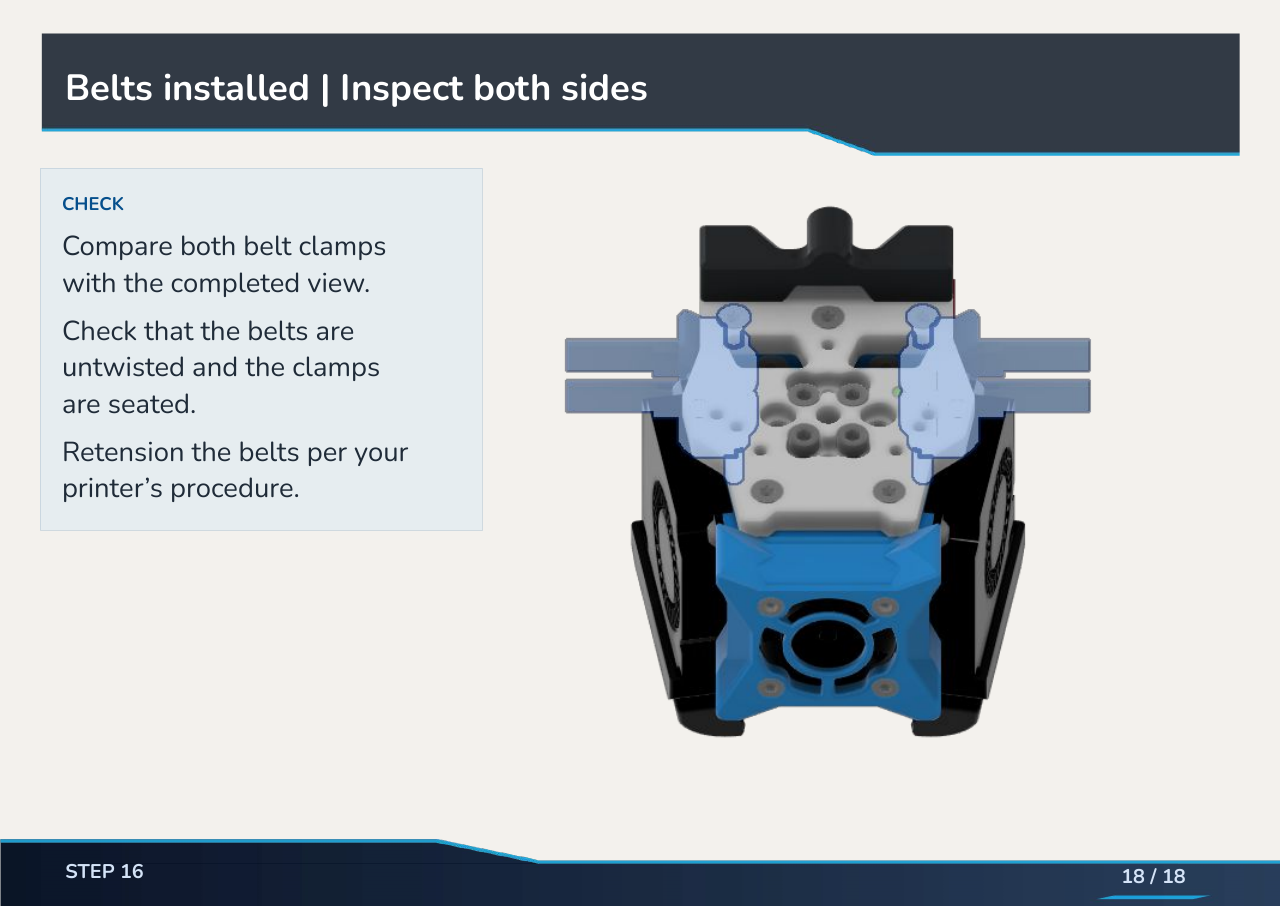 Belts installed | Inspect both sides
CHECK
Compare both belt clamps
with the completed view.
Check that the belts are
untwisted and the clamps
are seated.
Retension the belts per your
printer’s procedure.
STEP 16
18 / 18